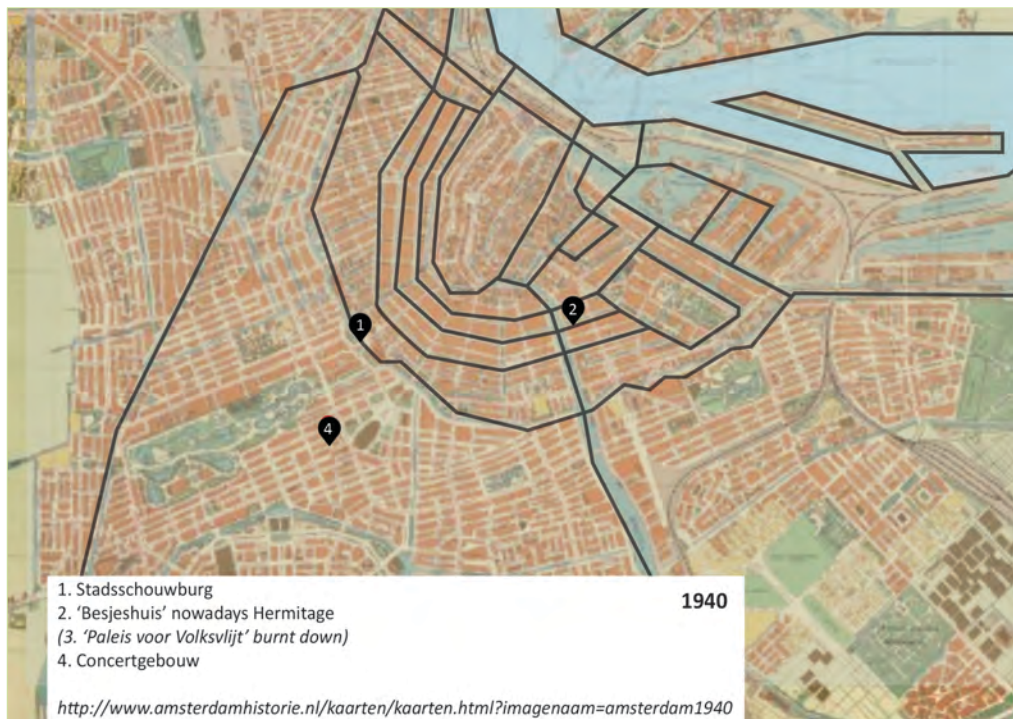 1
2
4
1. Stadsschouwburg
1940
2. ‘Besjeshuis’ nowadays Hermitage
(3. ‘Paleis voor Volksvlijt’ burnt down)
4. Concertgebouw
http://www.amsterdamhistorie.nl/kaarten/kaarten.html?imagenaam=amsterdam1940